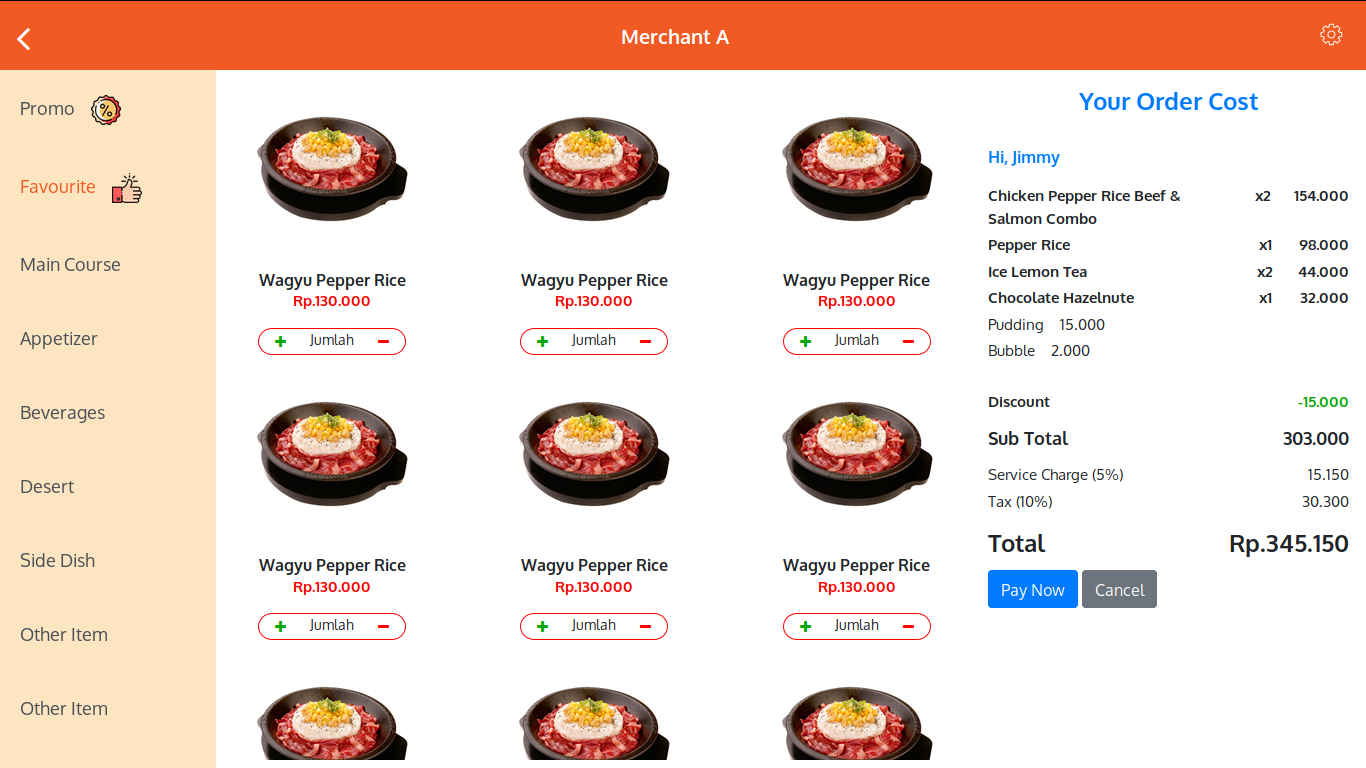 Merchant A
Promo
Favourite
Main Course
Appetizer
Beverages
Desert
Side Dish
Other Item
Other Item
Wagyu Pepper Rice
Rp.130.000
+ Jumlah −
Wagyu Pepper Rice
Rp.130.000
+ Jumlah −
Wagyu Pepper Rice
Rp.130.000
+ Jumlah −
Wagyu Pepper Rice
Rp.130.000
+ Jumlah −
Wagyu Pepper Rice
Rp.130.000
+ Jumlah −
Wagyu Pepper Rice
Rp.130.000
+ Jumlah −
Your Order Cost
Hi, Jimmy
Chicken Pepper Rice Beef & x2 154.000
Salmon Combo
Pepper Rice x1 98.000
Ice Lemon Tea x2 44.000
Chocolate Hazelnute x1 32.000
Pudding 15.000
Bubble 2.000
Discount -15.000
Sub Total 303.000
Service Charge (5%) 15.150
Tax (10%) 30.300
Total Rp.345.150
Pay Now Cancel